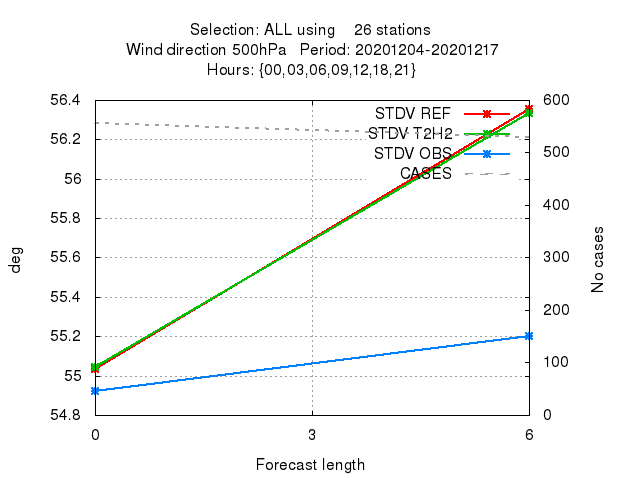 Selection: ALL using    26 stations
Wind direction 500hPa   Period: 20201204-20201217
Hours: {00,03,06,09,12,18,21}
56.4
56.2
56
55.8
55.6
55.4
55.2
55
54.8
deg
STDV REF
STDV T2H2
STDV OBS
CASES
600
500
400
300
200
100
0
No cases
0 3 6
Forecast length